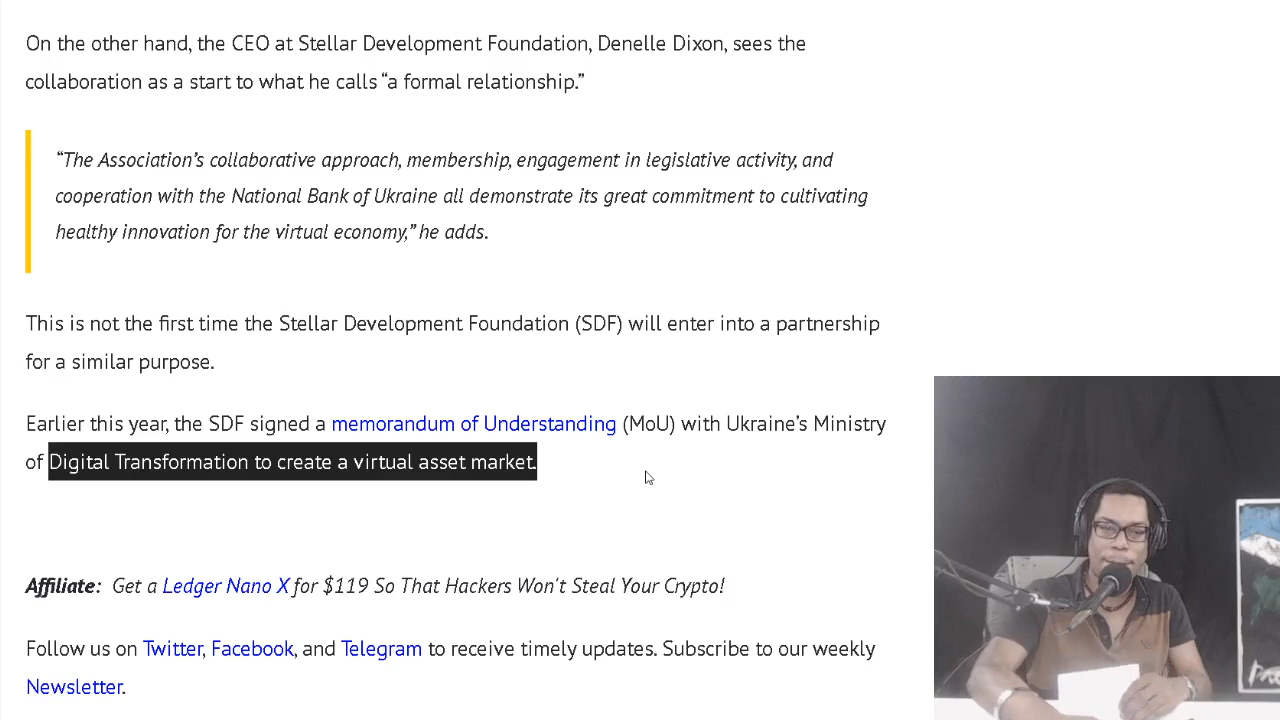 On the other hand, the CEO at Stellar Development Foundation, Denelle Dixon, sees the
collaboration as a start to what he calls “a formal relationship.”
“The Association’s collaborative approach, membership, engagement in legislative activity, and
cooperation with the National Bank of Ukraine all demonstrate its great commitment to cultivating
healthy innovation for the virtual economy,” he adds.
This is not the first time the Stellar Development Foundation (SDF) will enter into a partnership
for a similar purpose.
Earlier this year, the SDF signed a memorandum of Understanding (MoU) with Ukraine’s Ministry
of Digital Transformation to create a virtual asset market.
Affiliate: Get a Ledger Nano X for $119 So That Hackers Won't Steal Your Crypto!
Follow us on Twitter, Facebook, and Telegram to receive timely updates. Subscribe to our weekly
Newsletter.